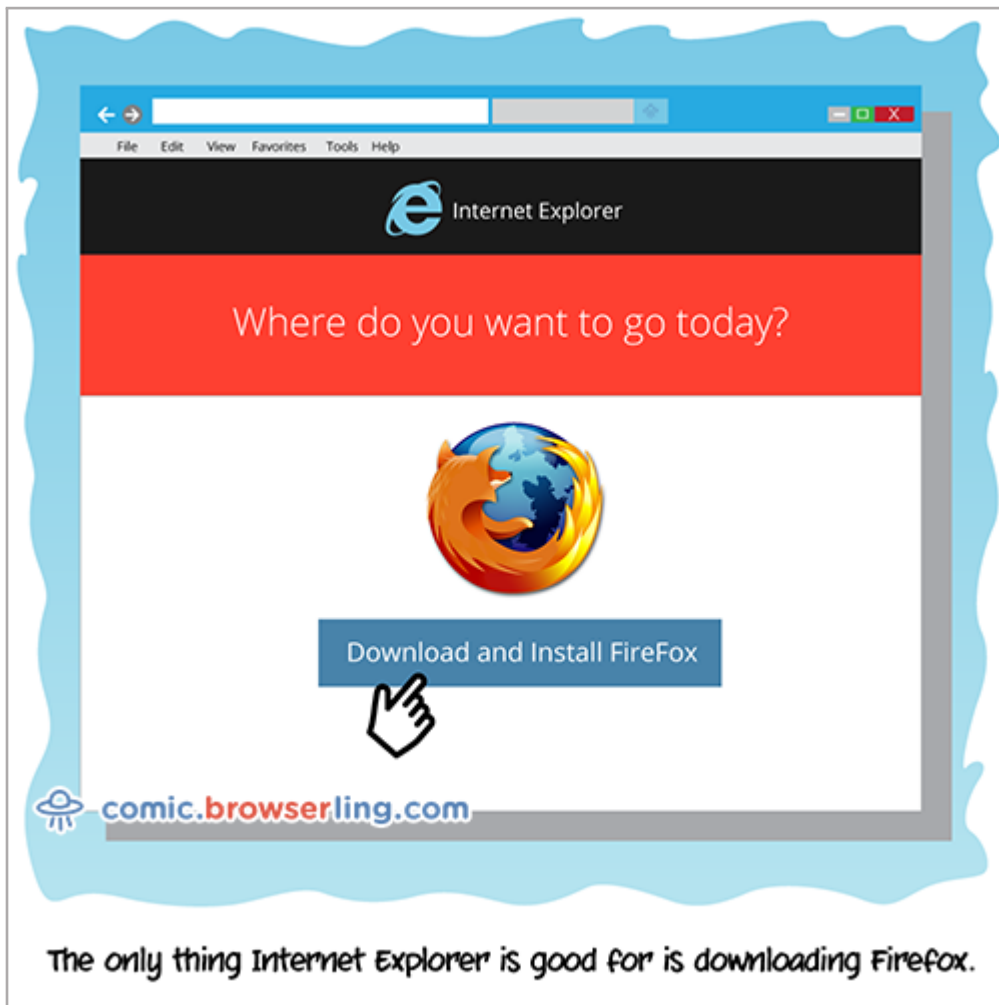 File Edit View Favorites Tools Help
Internet Explorer
Where do you want to go today?
Download and Install FireFox
comic.browserling.com
The only thing Internet Explorer is good for is downloading Firefox.